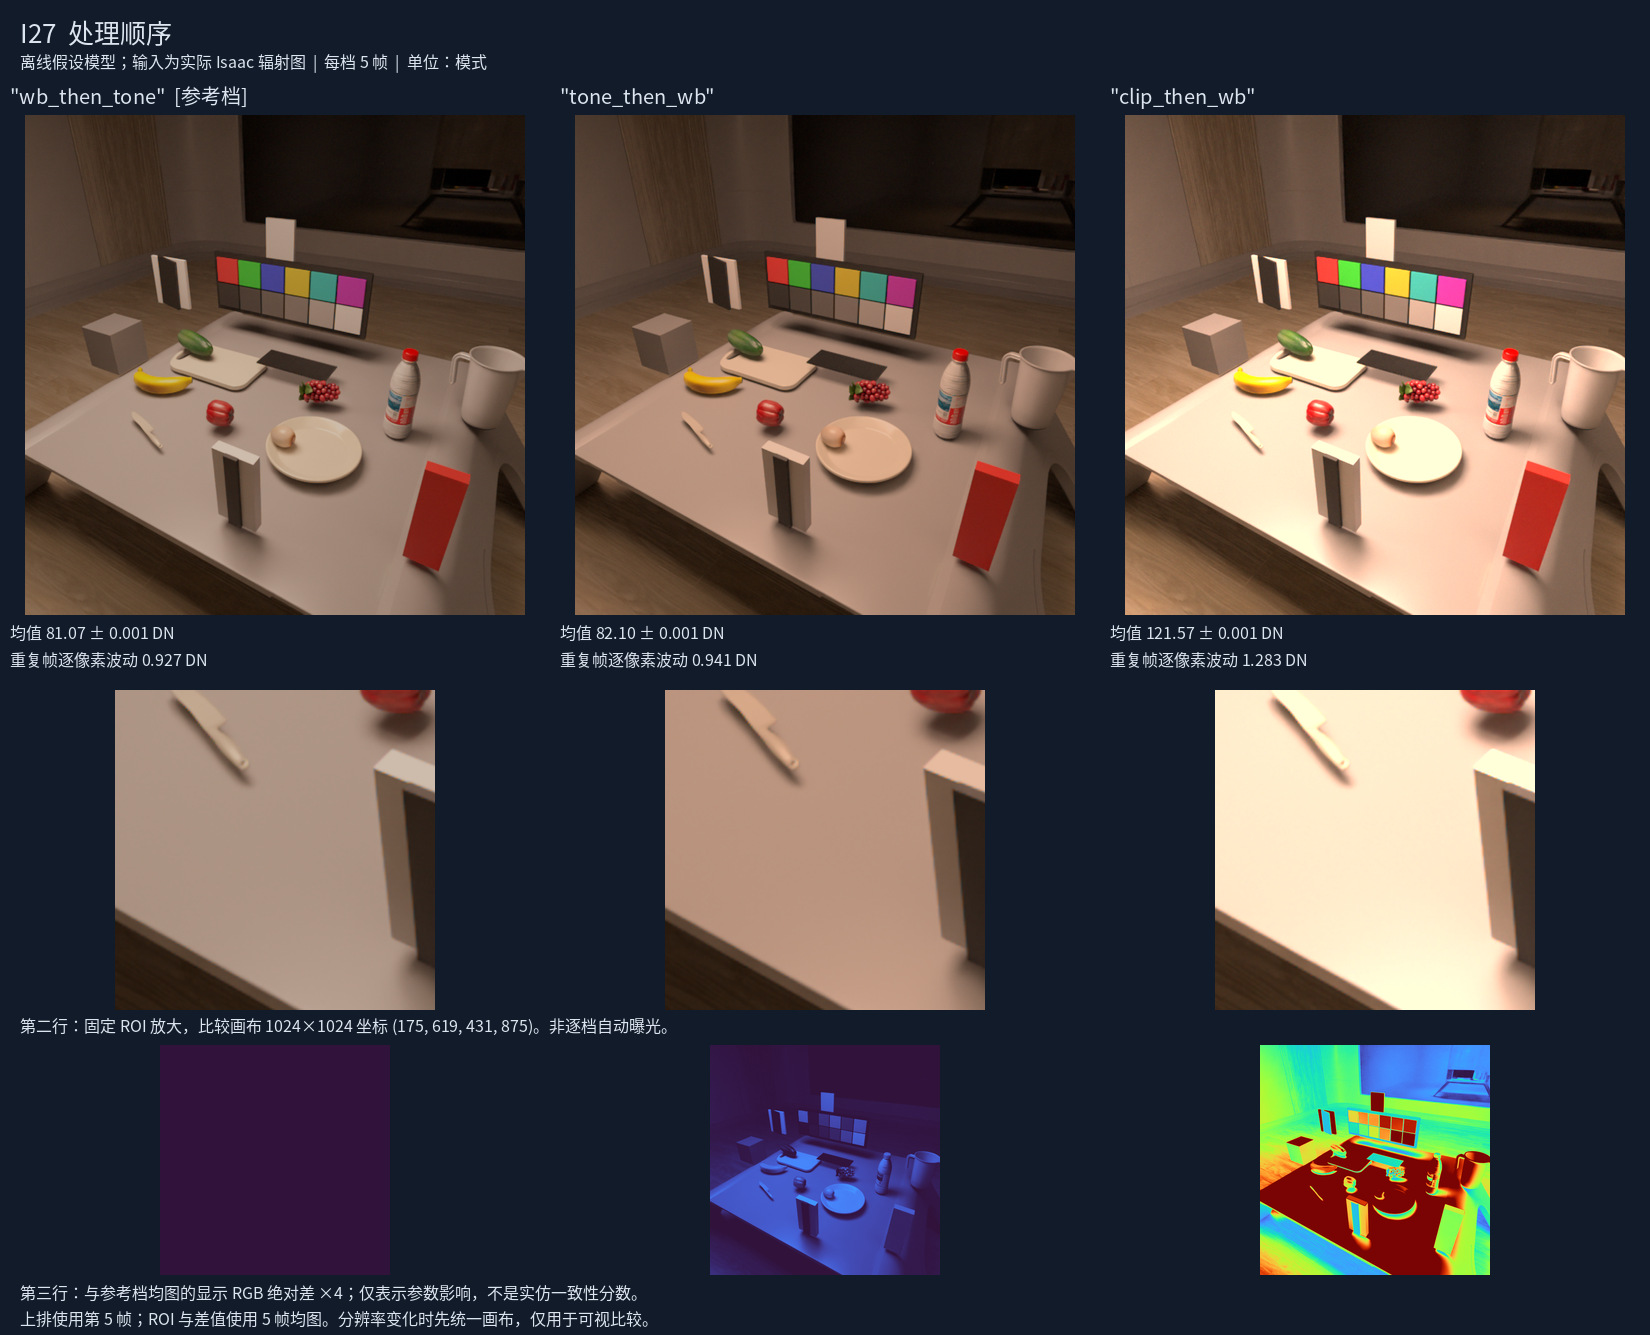 I27 处理顺序
离线假设模型；输入为实际 Isaac 辐射图 | 每档 5 帧 | 单位：模式
"wb_then_tone" [参考档]
"tone_then_wb"
"clip_then_wb"
均值 81.07 ± 0.001 DN
重复帧逐像素波动 0.927 DN
均值 82.10 ± 0.001 DN
重复帧逐像素波动 0.941 DN
均值 121.57 ± 0.001 DN
重复帧逐像素波动 1.283 DN
第二行：固定 ROI 放大，比较画布 1024×1024 坐标 (175, 619, 431, 875)。非逐档自动曝光。
第三行：与参考档均图的显示 RGB 绝对差 ×4；仅表示参数影响，不是实仿一致性分数。
上排使用第 5 帧；ROI 与差值使用 5 帧均图。分辨率变化时先统一画布，仅用于可视比较。